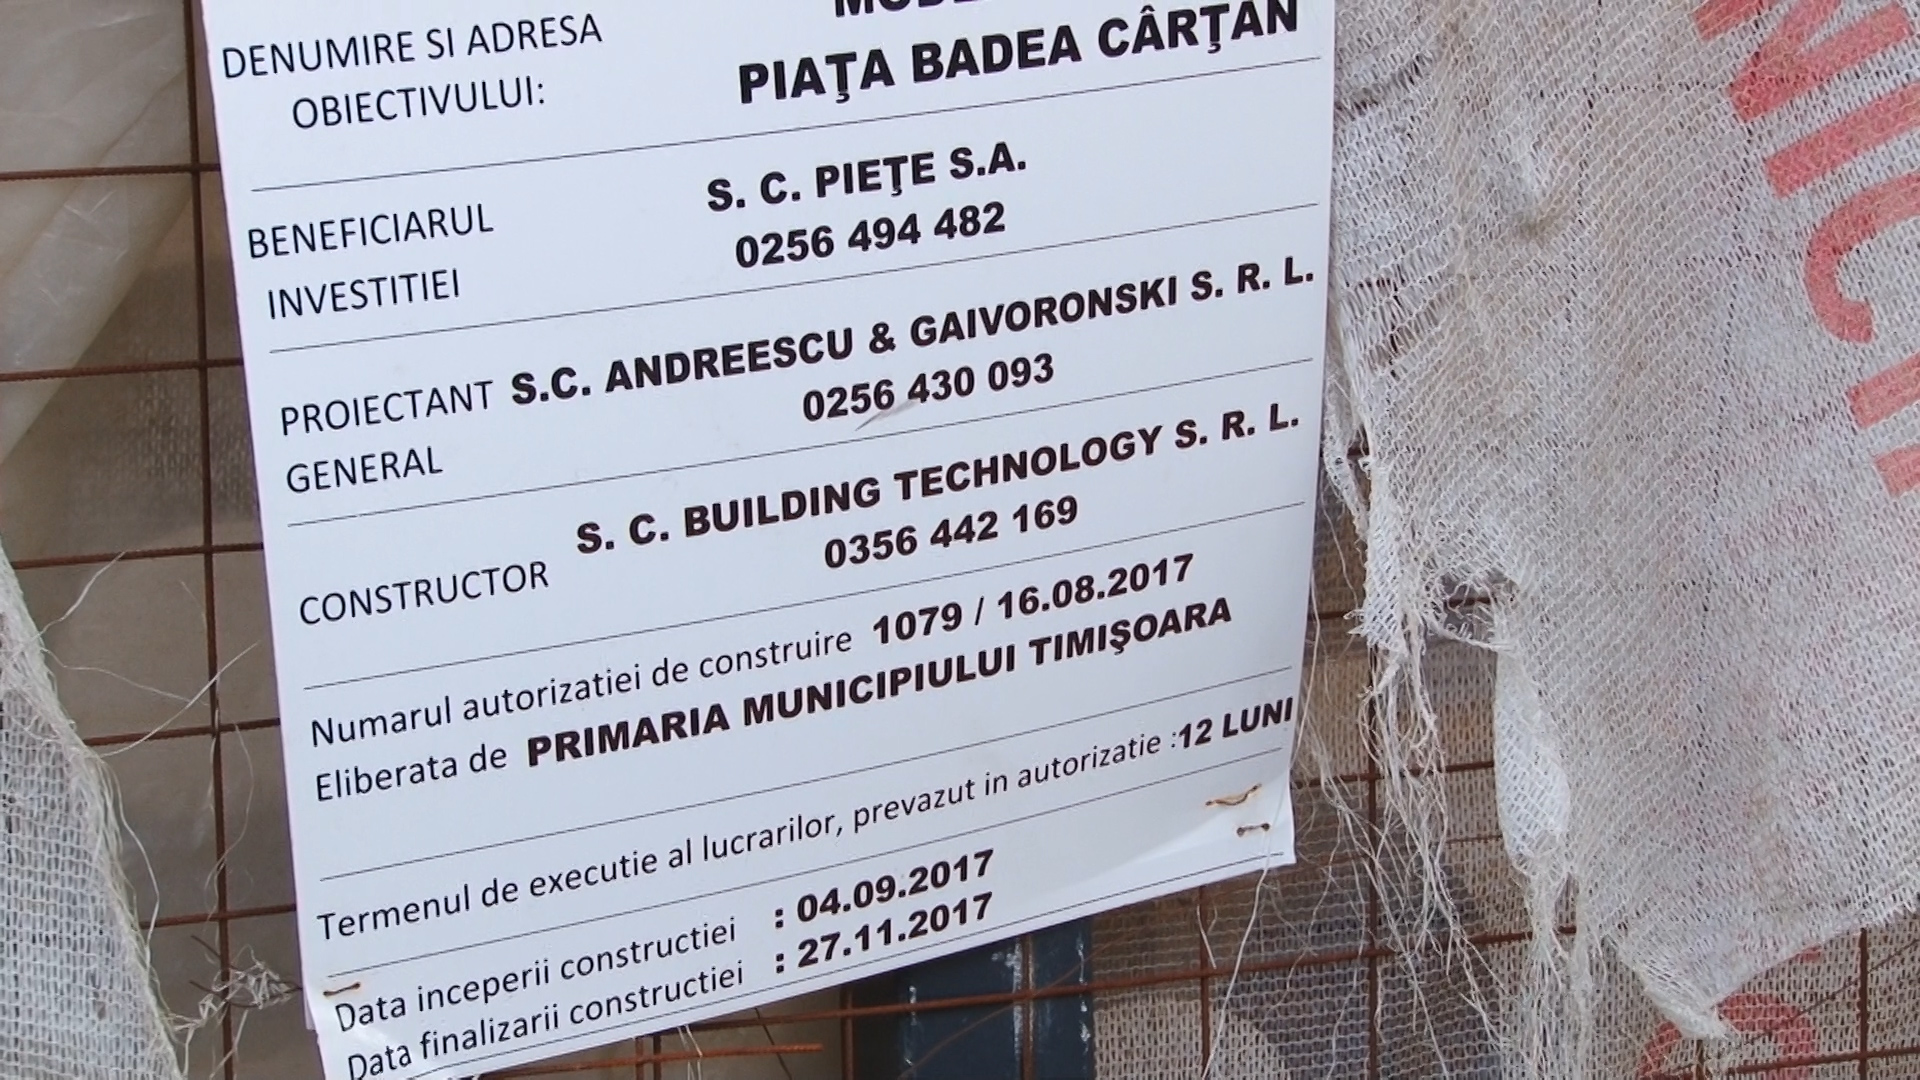 DENUMIRE SI ADRESA
OBIECTIVULUI:
PIAŢA BADEA CÂRŢAN
BENEFICIARUL
INVESTITIEI
S. C. PIEŢE S.A.
0256 494 482
PROIECTANT
GENERAL
S.C. ANDREESCU & GAIVORONSKI S. R. L.
0256 430 093
CONSTRUCTOR
S. C. BUILDING TECHNOLOGY S. R. L.
0356 442 169
Numarul autorizatiei de construire 1079 / 16.08.2017
Eliberata de PRIMARIA MUNICIPIULUI TIMIŞOARA
Termenul de executie al lucrarilor, prevazut in autorizatie :12 LUNI
Data inceperii constructiei : 04.09.2017
Data finalizarii constructiei : 27.11.2017